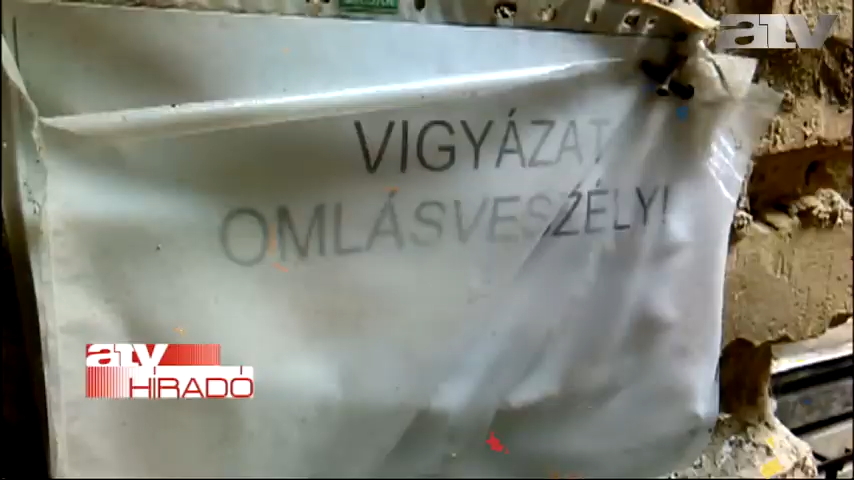 atv
VIGYÁZAT
OMLÁSVESZÉLY!
atv
HÍRADÓ